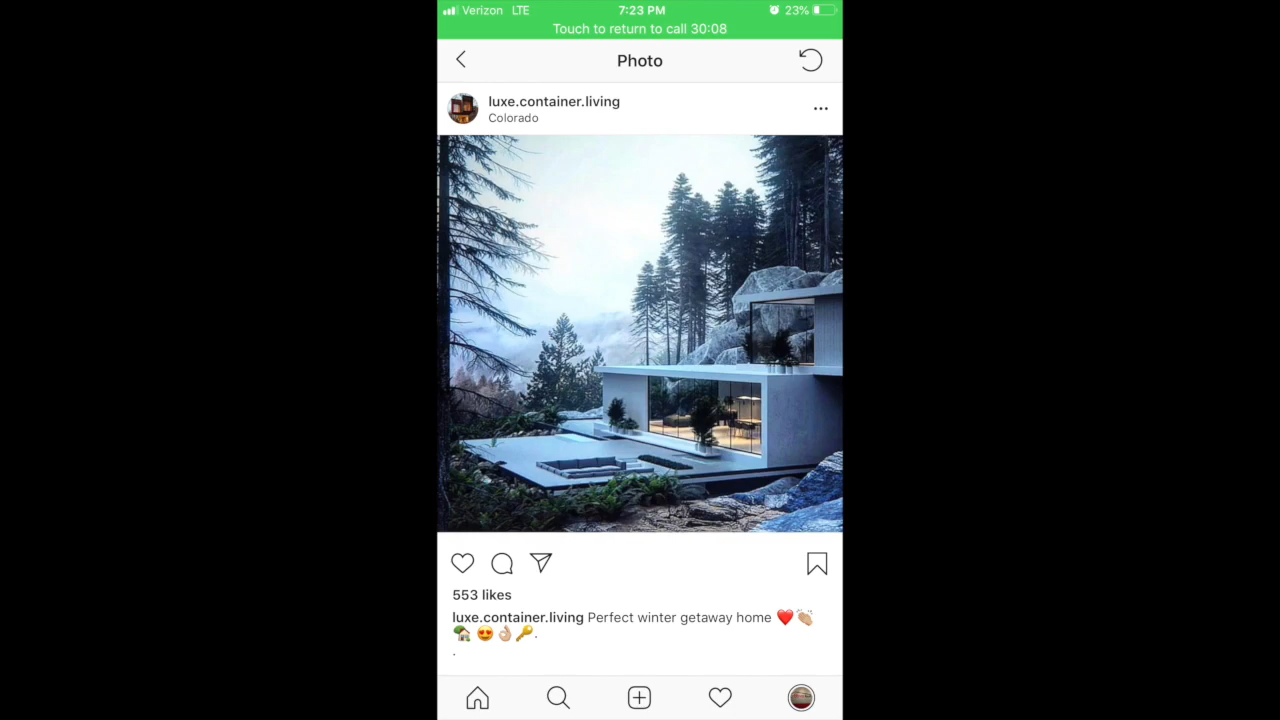 Verizon LTE 7:23 PM 23%
Touch to return to call 30:08
Photo
luxe.container.living
Colorado
553 likes
luxe.container.living Perfect winter getaway home ❤️👏🏼
🏡 😍👌🏼🔑.
.